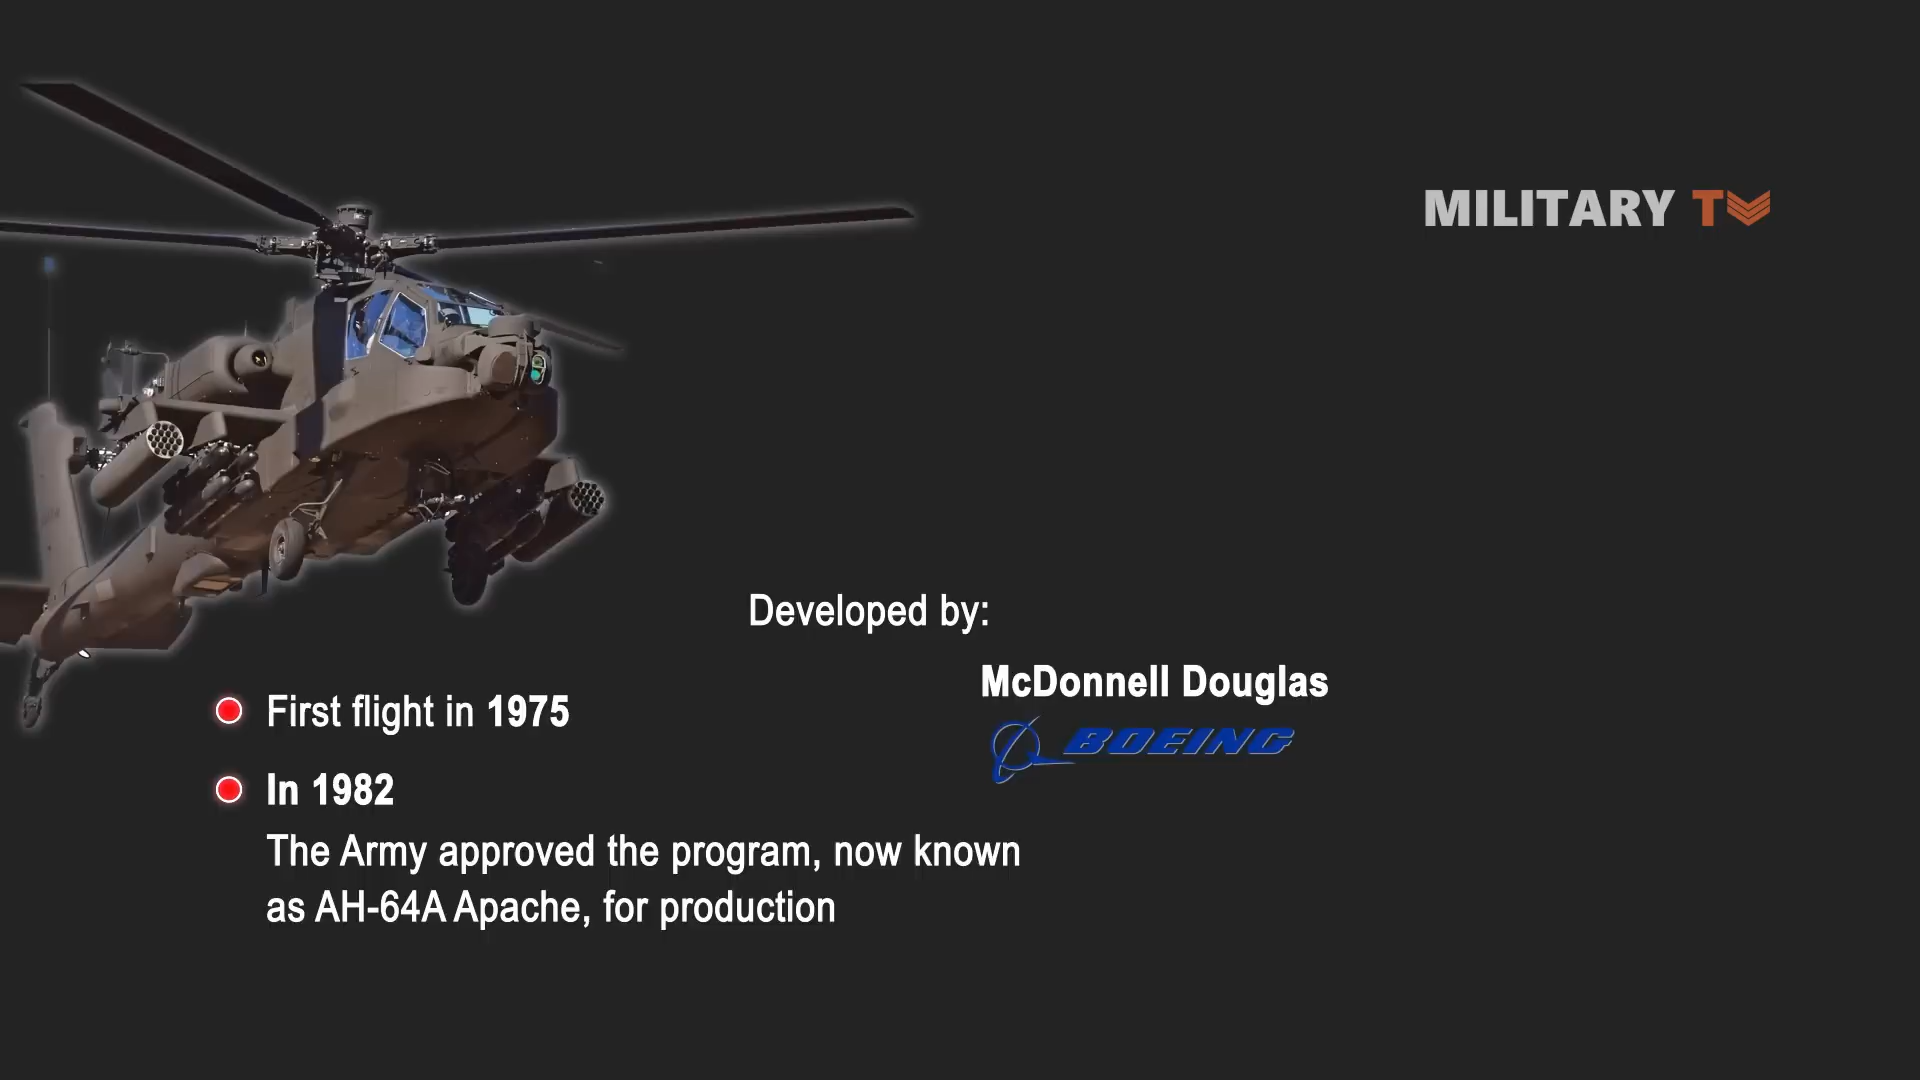 MILITARY TV
Developed by:
McDonnell Douglas
BOEING
First flight in 1975
In 1982
The Army approved the program, now known
as AH-64A Apache, for production